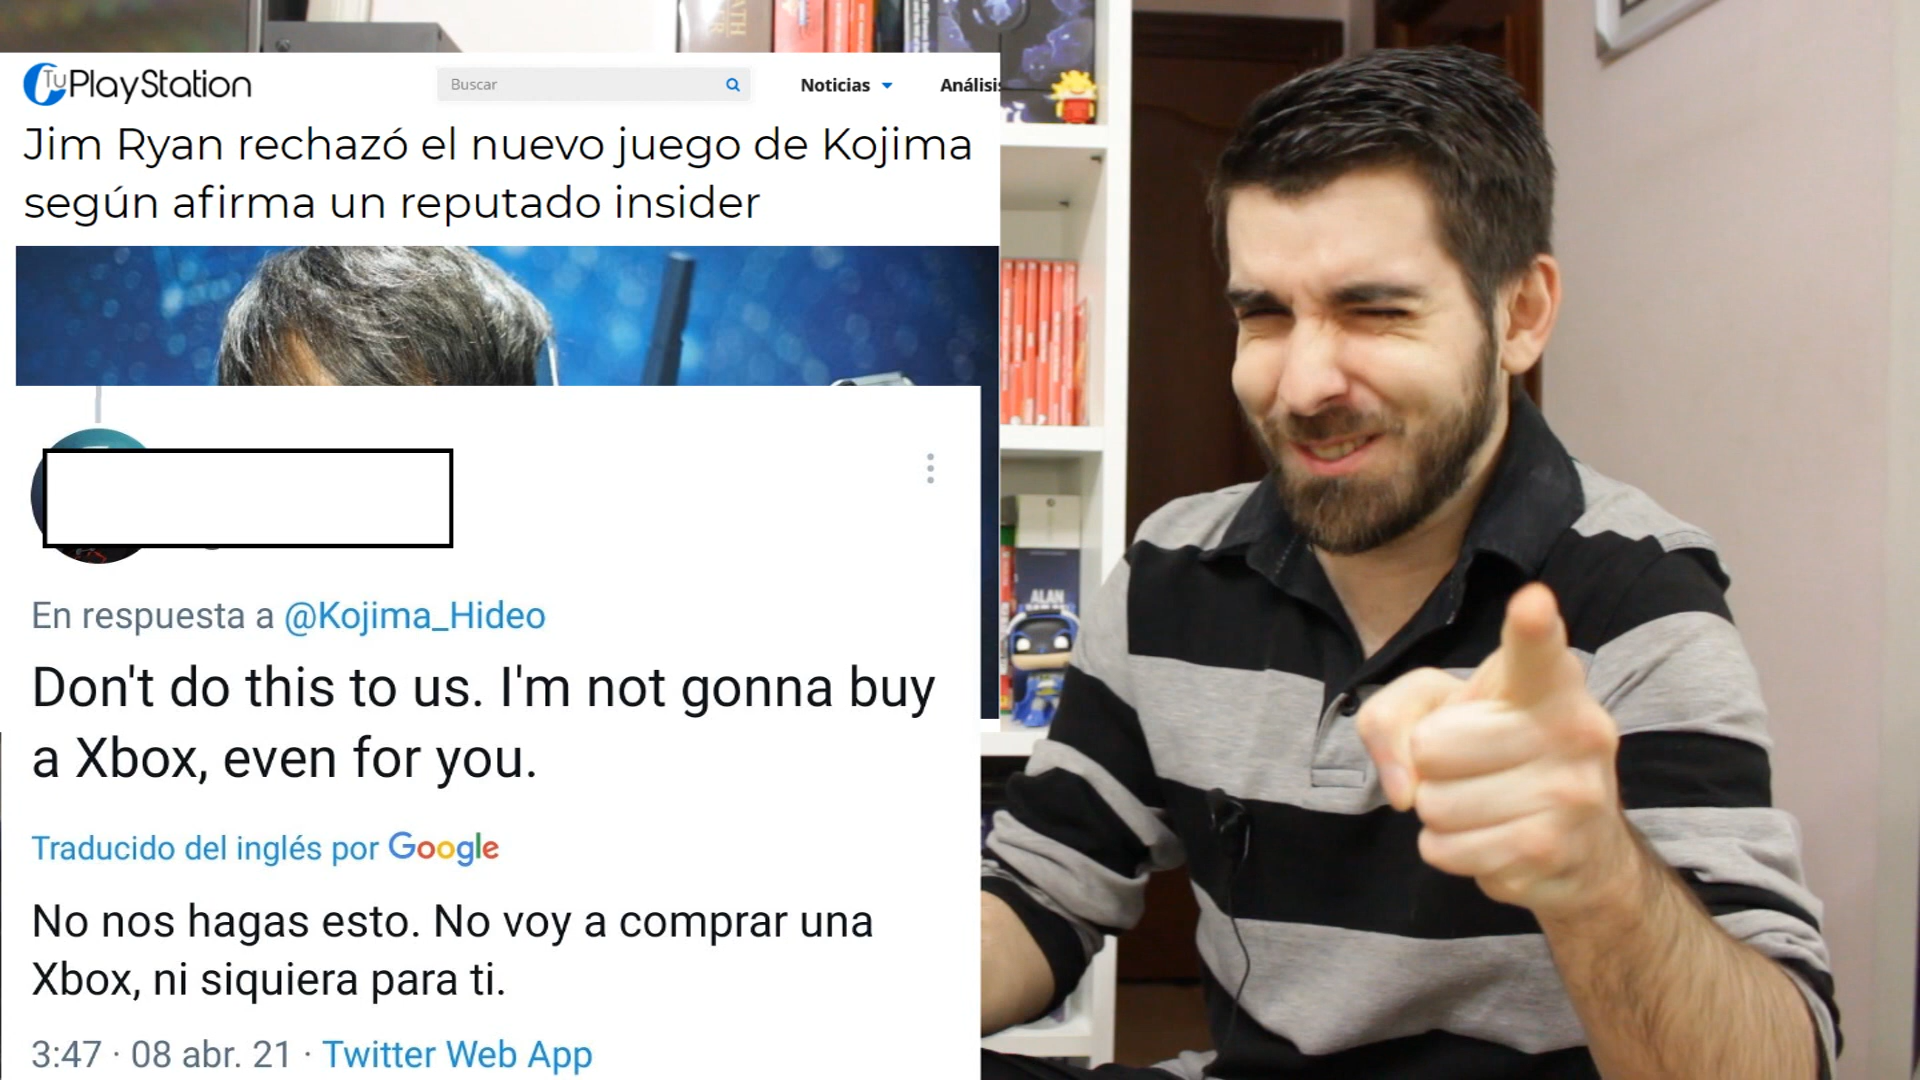 TuPlayStation
Buscar
Noticias
Análisis
Jim Ryan rechazó el nuevo juego de Kojima
según afirma un reputado insider
En respuesta a @Kojima_Hideo
Don't do this to us. I'm not gonna buy
a Xbox, even for you.
Traducido del inglés por Google
No nos hagas esto. No voy a comprar una
Xbox, ni siquiera para ti.
3:47 · 08 abr. 21 · Twitter Web App
ALAN